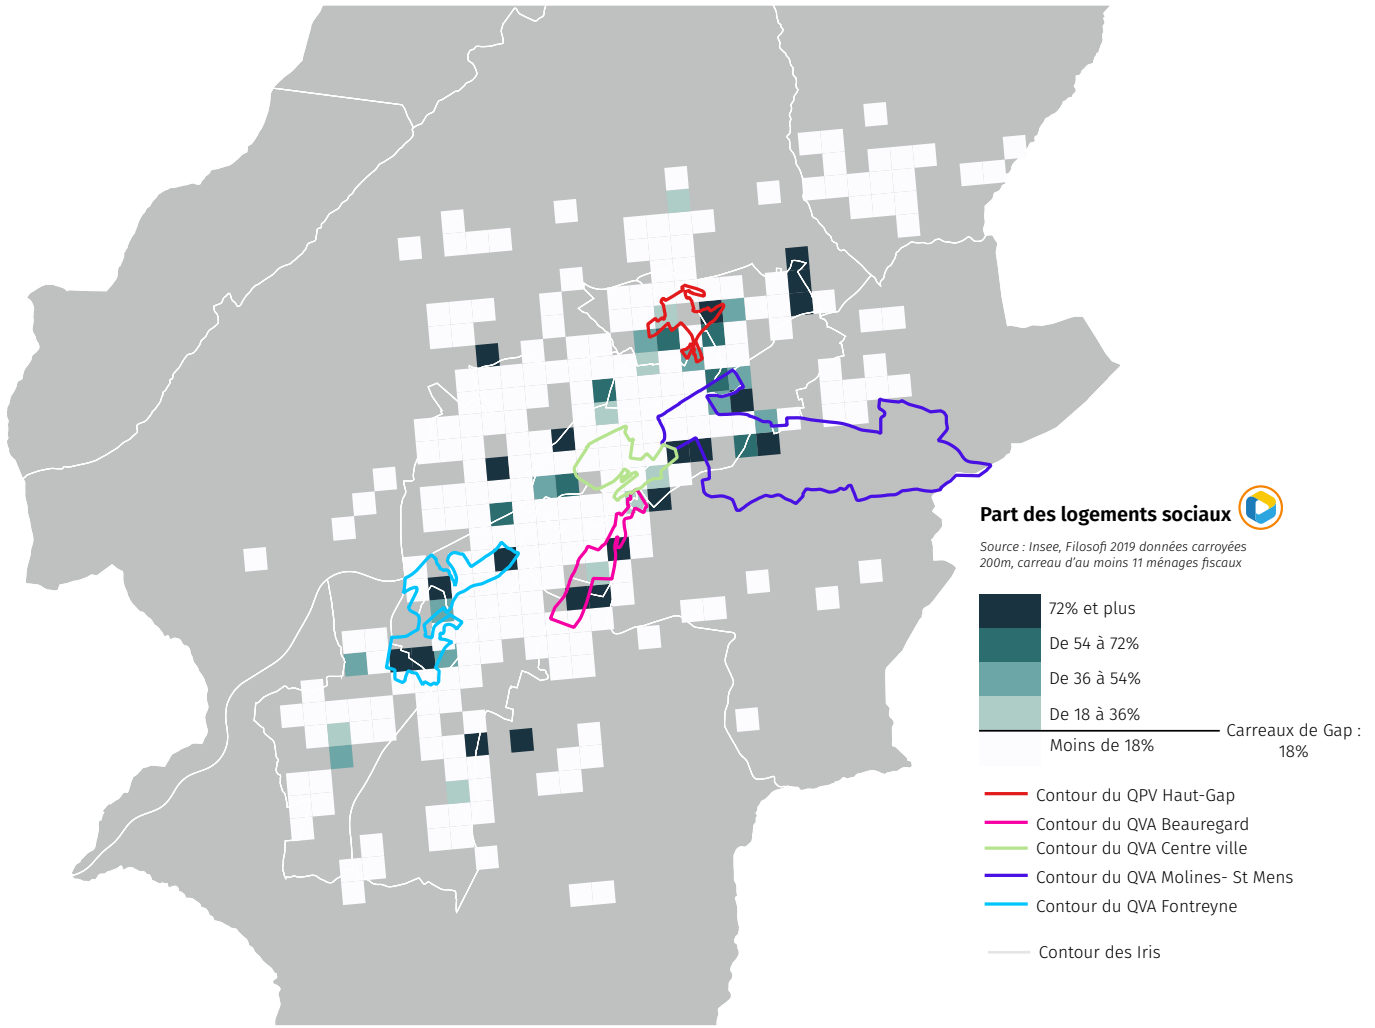 Part des logements sociaux
Source : Insee, Filosofi 2019 données carroyées
200m, carreau d'au moins 11 ménages fiscaux
72% et plus
De 54 à 72%
De 36 à 54%
De 18 à 36%
Carreaux de Gap :
18%
Moins de 18%
Contour du QPV Haut-Gap
Contour du QVA Beauregard
Contour du QVA Centre ville
Contour du QVA Molines- St Mens
Contour du QVA Fontreyne
Contour des Iris